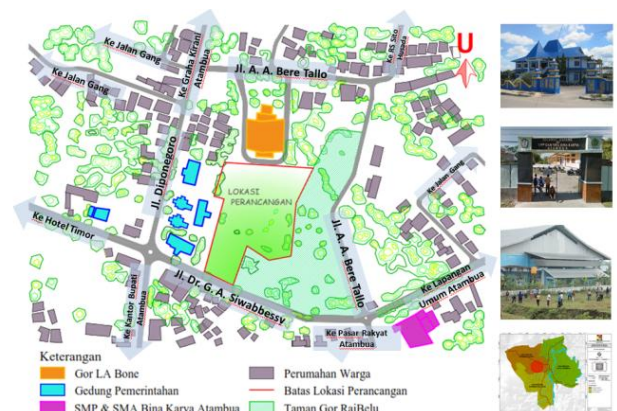 Ke Jalan Gang
Ke Graha Kirani
Atambua
Jl. A. A. Bere Tallo
Ke RS Sito
Husada
U
Ke Jalan Gang
Jl. Diponegoro
LOKASI
PERANCANGAN
Ke Jalan Gang
Ke Hotel Timor
Jl. A. A. Bere Tallo
Ke Lapangan
Umum Atambua
Jl. Dr. G. A. Siwabbessy
Ke Kantor Bupati
Atambua
Ke Pasar Rakyat
Atambua
Keterangan
Gor LA Bone
Perumahan Warga
Gedung Pemerintahan
Batas Lokasi Perancangan
SMP & SMA Bina Karya Atambua
Taman Gor RaiBelu